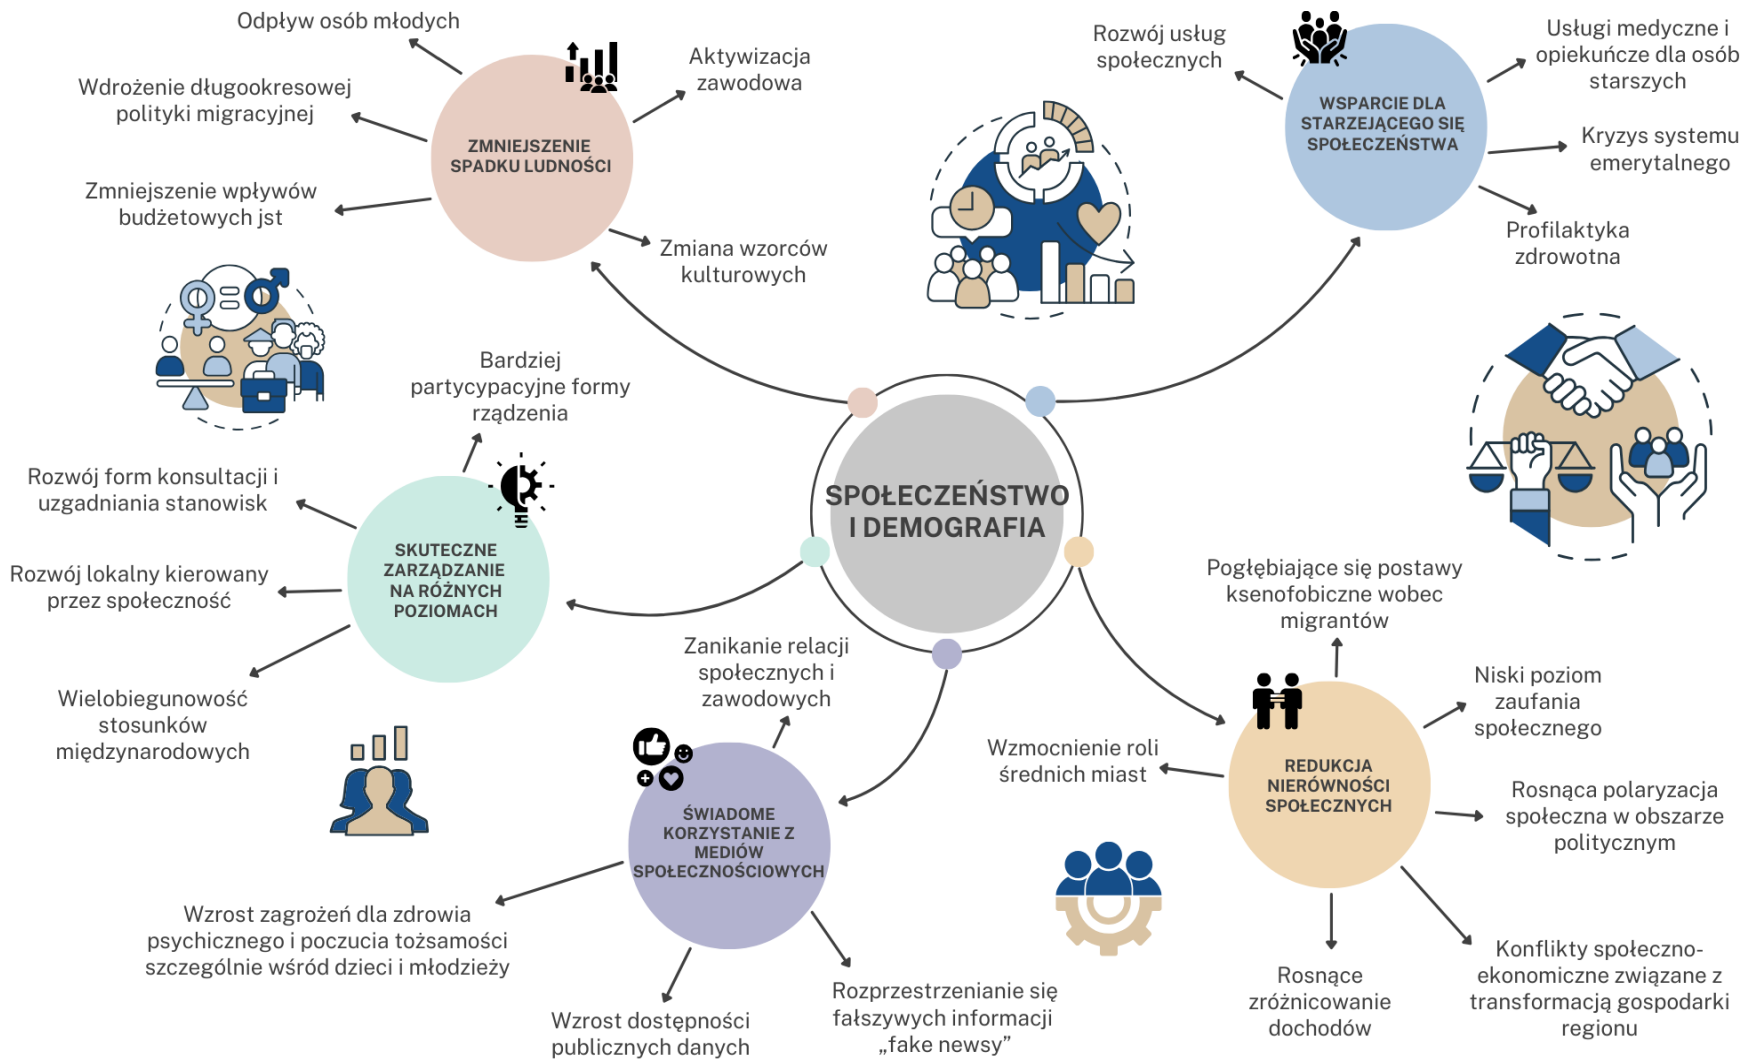 Odpływ osób młodych
Wdrożenie długookresowej
polityki migracyjnej
Zmniejszenie wpływów
budżetowych jst
ZMNIEJSZENIE
SPADKU LUDNOŚCI
Aktywizacja
zawodowa
Zmiana wzorców
kulturowych
Rozwój usług
społecznych
WSPARCIE DLA
STARZEJĄCEGO SIĘ
SPOŁECZEŃSTWA
Usługi medyczne i
opiekuńcze dla osób
starszych
Kryzys systemu
emerytalnego
Profilaktyka
zdrowotna
SPOŁECZEŃSTWO
I DEMOGRAFIA
Bardziej
partycypacyjne formy
rządzenia
Rozwój form konsultacji i
uzgadniania stanowisk
Rozwój lokalny kierowany
przez społeczność
Wielobiegunowość
stosunków
międzynarodowych
SKUTECZNE
ZARZĄDZANIE
NA RÓŻNYCH
POZIOMACH
Zanikanie relacji
społecznych i
zawodowych
ŚWIADOME
KORZYSTANIE Z
MEDIÓW
SPOŁECZNOŚCIOWYCH
Wzrost zagrożeń dla zdrowia
psychicznego i poczucia tożsamości
szczególnie wśród dzieci i młodzieży
Wzrost dostępności
publicznych danych
Rozprzestrzenianie się
fałszywych informacji
„fake newsy”
Pogłębiające się postawy
ksenofobiczne wobec
migrantów
Niski poziom
zaufania
społecznego
Wzmocnienie roli
średnich miast
REDUKCJA
NIERÓWNOŚCI
SPOŁECZNYCH
Rosnąca polaryzacja
społeczna w obszarze
politycznym
Rosnące
zróżnicowanie
dochodów
Konflikty społeczno-
ekonomiczne związane z
transformacją gospodarki
regionu